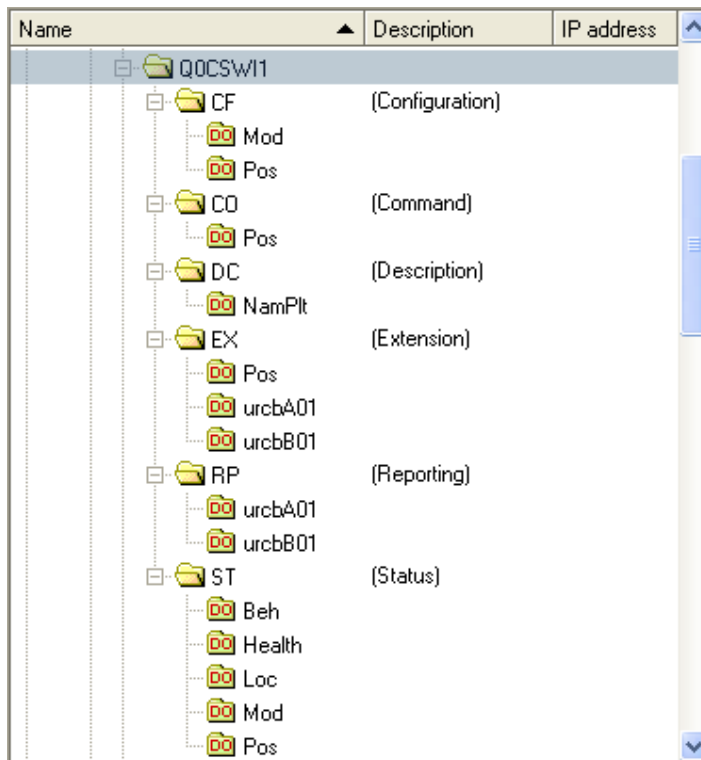 Name Description IP address
Q0CSWI1
CF (Configuration)
DO Mod
DO Pos
CO (Command)
DO Pos
DC (Description)
DO NamPlt
EX (Extension)
DO Pos
DO urcbA01
DO urcbB01
RP (Reporting)
DO urcbA01
DO urcbB01
ST (Status)
DO Beh
DO Health
DO Loc
DO Mod
DO Pos